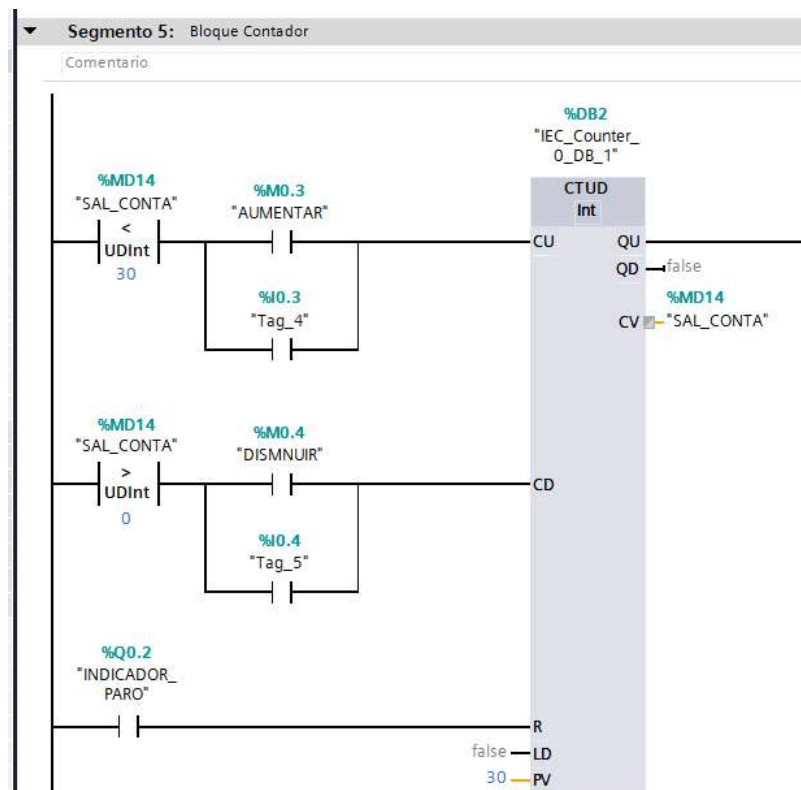 Segmento 5: Bloque Contador
Comentario
%DB2
"IEC_Counter_
0_DB_1"
CTUD
Int
%MD14
"SAL_CONTA"
<
UDInt
30
%M0.3
"AUMENTAR"
%I0.3
"Tag_4"
CU
QU
QD
false
%MD14
CV
"SAL_CONTA"
%MD14
"SAL_CONTA"
>
UDInt
0
%M0.4
"DISMNUIR"
%I0.4
"Tag_5"
CD
%Q0.2
"INDICADOR_
PARO"
R
false
LD
30
PV